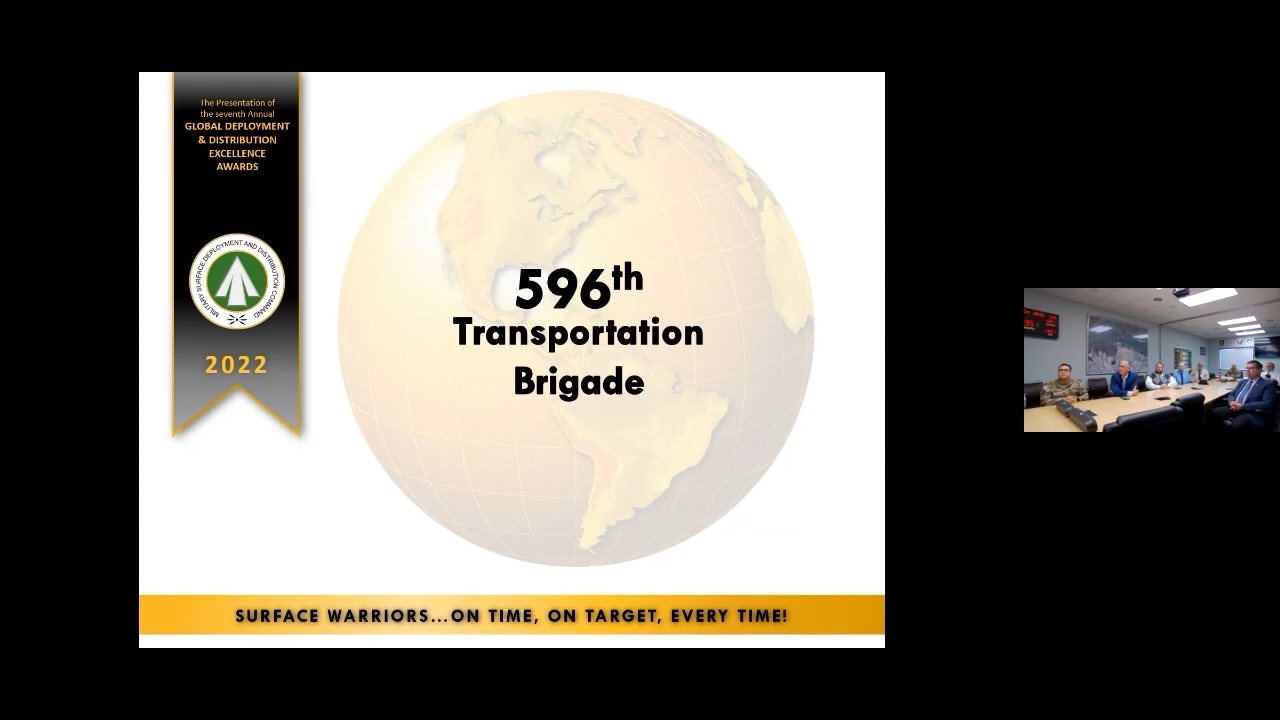 The Presentation of
the seventh Annual
GLOBAL DEPLOYMENT
& DISTRIBUTION
EXCELLENCE
AWARDS
MILITARY SURFACE DEPLOYMENT AND DISTRIBUTION COMMAND
2022
596th
Transportation
Brigade
SURFACE WARRIORS...ON TIME, ON TARGET, EVERY TIME!